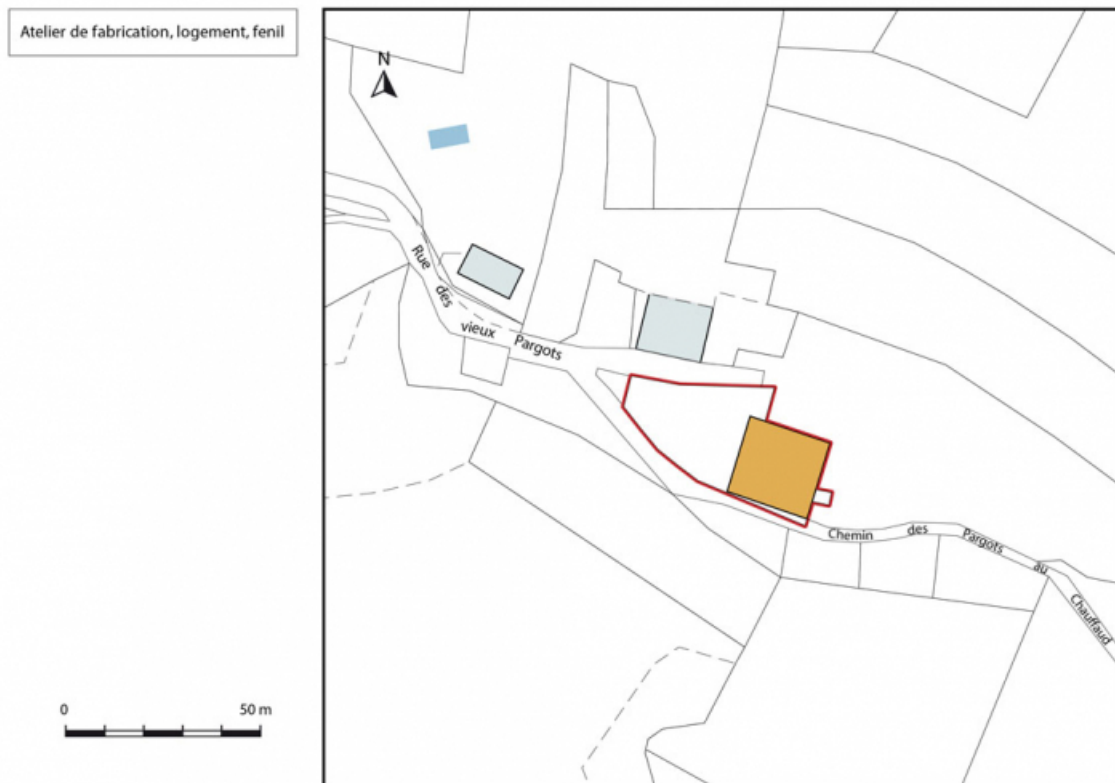 Atelier de fabrication, logement, fenil
N
Rue des vieux Pargots
Chemin des Pargots au Chauffaud
0 50 m